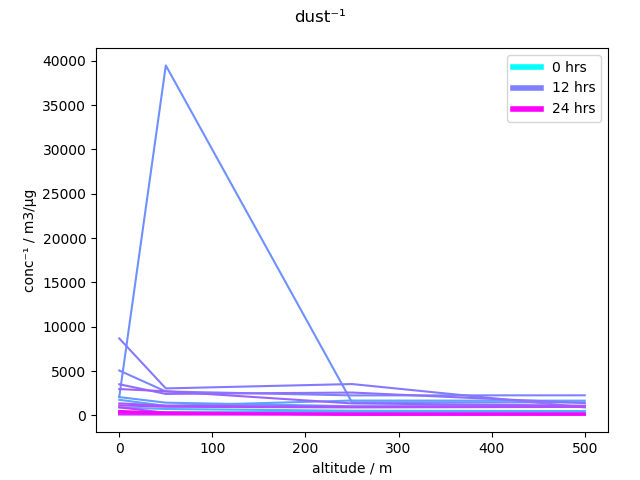 dust⁻¹
40000
35000
30000
25000
20000
15000
10000
5000
0
conc⁻¹ / m3/µg
0 hrs
12 hrs
24 hrs
0 100 200 300 400 500
altitude / m